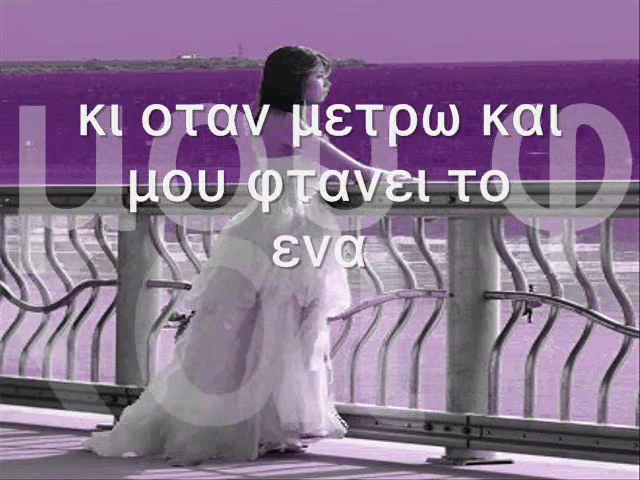 κι οταν μετρω και
μου φτανει το
ενα